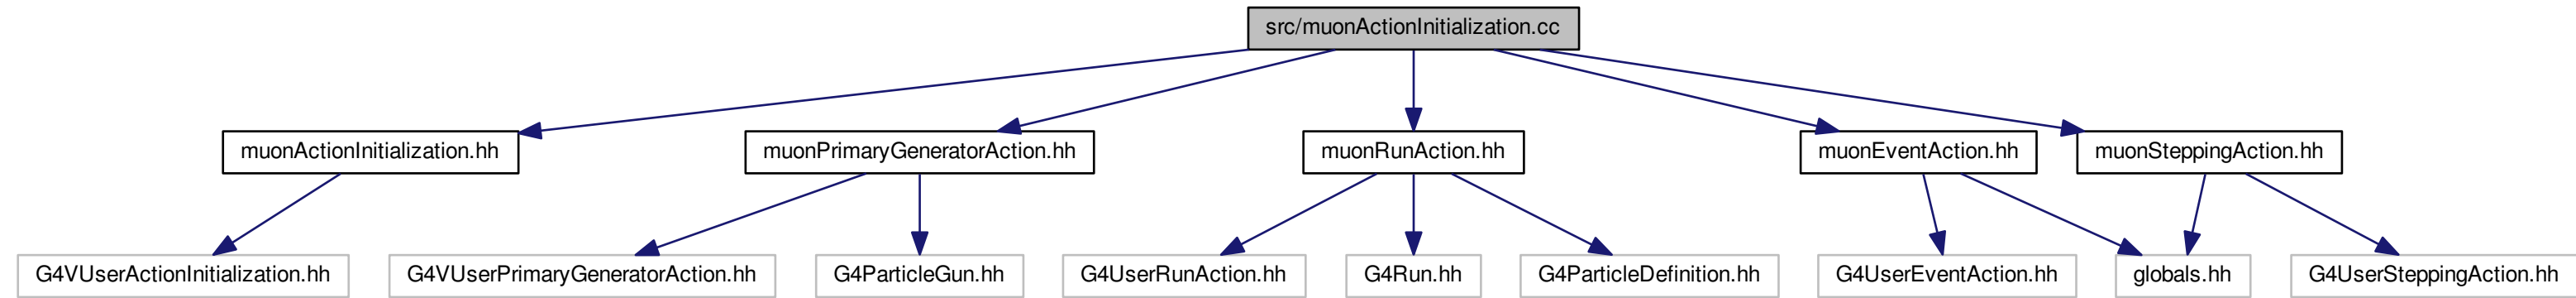 src/muonActionInitialization.cc
muonActionInitialization.hh
muonPrimaryGeneratorAction.hh
muonRunAction.hh
muonEventAction.hh
muonSteppingAction.hh
G4VUserActionInitialization.hh
G4VUserPrimaryGeneratorAction.hh
G4ParticleGun.hh
G4UserRunAction.hh
G4Run.hh
G4ParticleDefinition.hh
G4UserEventAction.hh
globals.hh
G4UserSteppingAction.hh